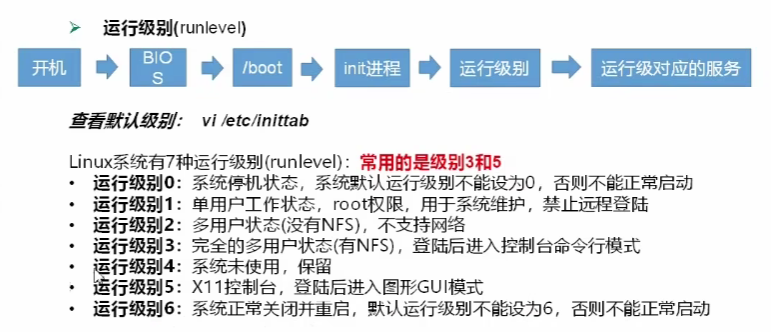 ➢ 运行级别(runlevel)
开机 BIOS /boot init进程 运行级别 运行级对应的服务
查看默认级别： vi /etc/inittab
Linux系统有7种运行级别(runlevel)：常用的是级别3和5
• 运行级别0：系统停机状态，系统默认运行级别不能设为0，否则不能正常启动
• 运行级别1：单用户工作状态，root权限，用于系统维护，禁止远程登陆
• 运行级别2：多用户状态(没有NFS)，不支持网络
• 运行级别3：完全的多用户状态(有NFS)，登陆后进入控制台命令行模式
• 运行级别4：系统未使用，保留
• 运行级别5：X11控制台，登陆后进入图形GUI模式
• 运行级别6：系统正常关闭并重启，默认运行级别不能设为6，否则不能正常启动